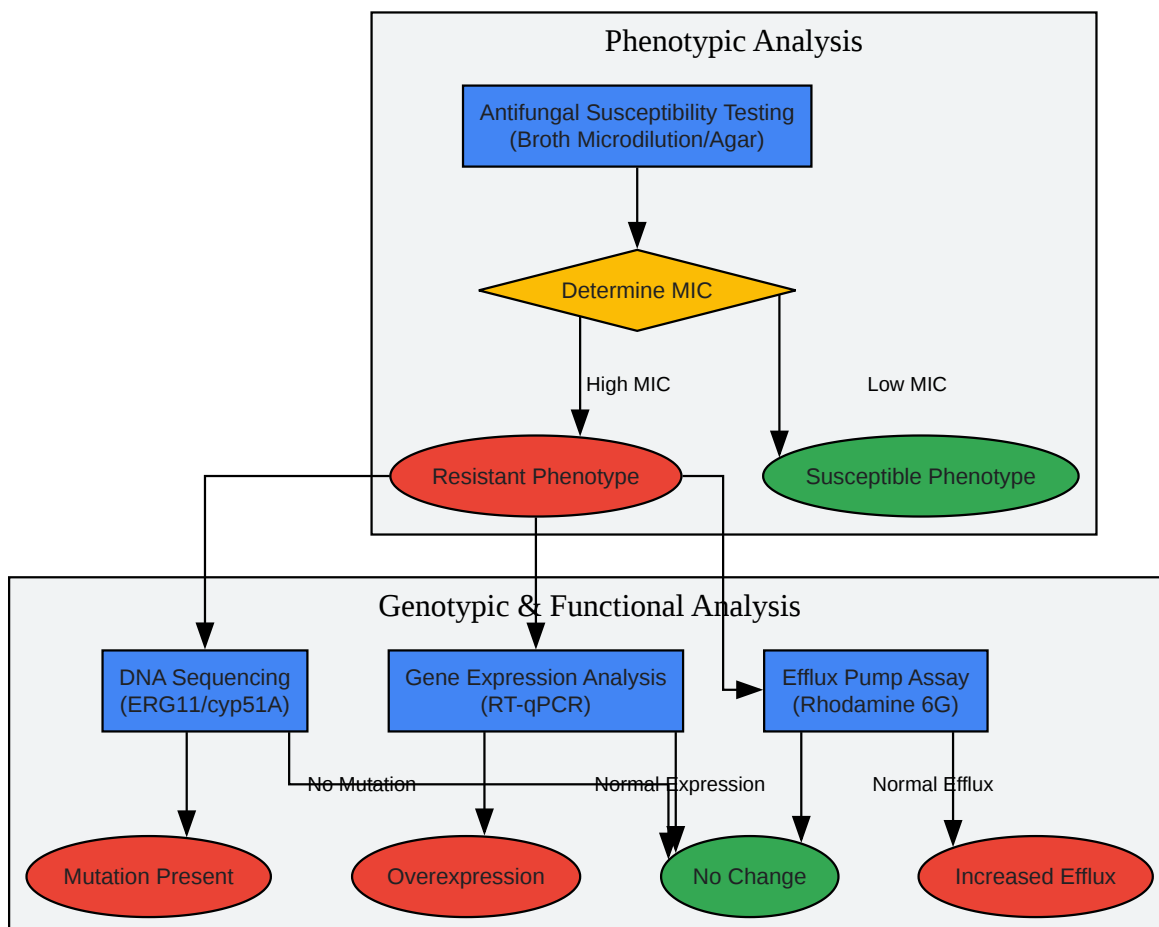 Phenotypic Analysis
Antifungal Susceptibility Testing
(Broth Microdilution/Agar)
Determine MIC
High MIC
Low MIC
Resistant Phenotype
Susceptible Phenotype
Genotypic & Functional Analysis
DNA Sequencing
(ERG11/cyp51A)
Gene Expression Analysis
(RT-qPCR)
Efflux Pump Assay
(Rhodamine 6G)
No Mutation
Normal Expression
Normal Efflux
Mutation Present
Overexpression
No Change
Increased Efflux